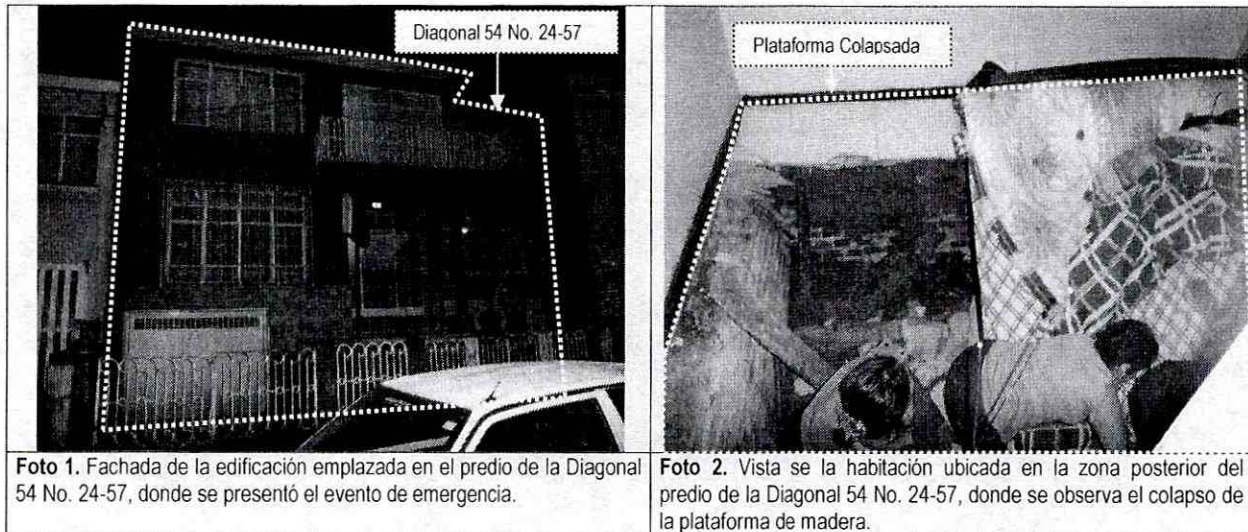 Diagonal 54 No. 24-57
Plataforma Colapsada
Foto 1. Fachada de la edificación emplazada en el predio de la Diagonal
54 No. 24-57, donde se presentó el evento de emergencia.
Foto 2. Vista se la habitación ubicada en la zona posterior del
predio de la Diagonal 54 No. 24-57, donde se observa el colapso de
la plataforma de madera.